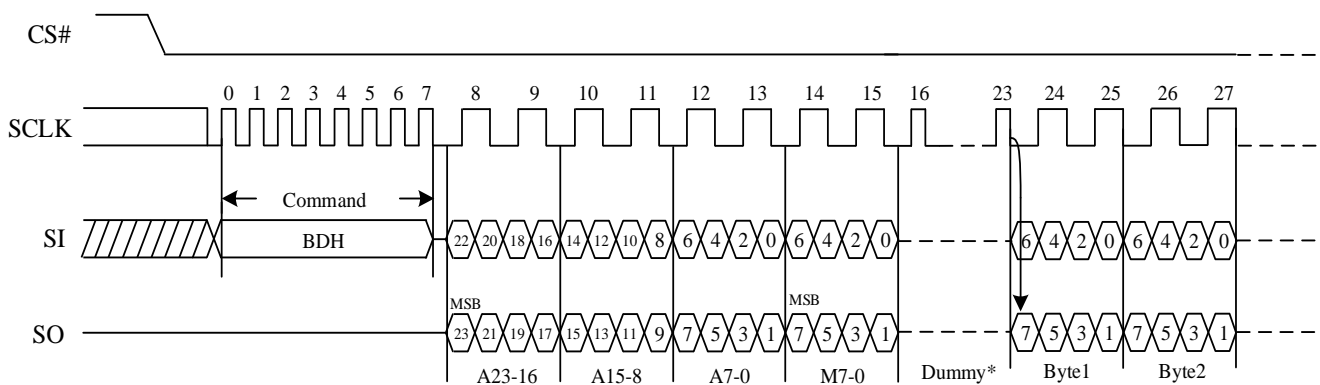 CS#
0 1 2 3 4 5 6 7 8 9 10 11 12 13 14 15 16 23 24 25 26 27
SCLK
Command
SI BDH 22 20 18 16 14 12 10 8 6 4 2 0 6 4 2 0 6 4 2 0 6 4 2 0
MSB MSB
SO 23 21 19 17 15 13 11 9 7 5 3 1 7 5 3 1 7 5 3 1 7 5 3 1
A23-16 A15-8 A7-0 M7-0 Dummy* Byte1 Byte2